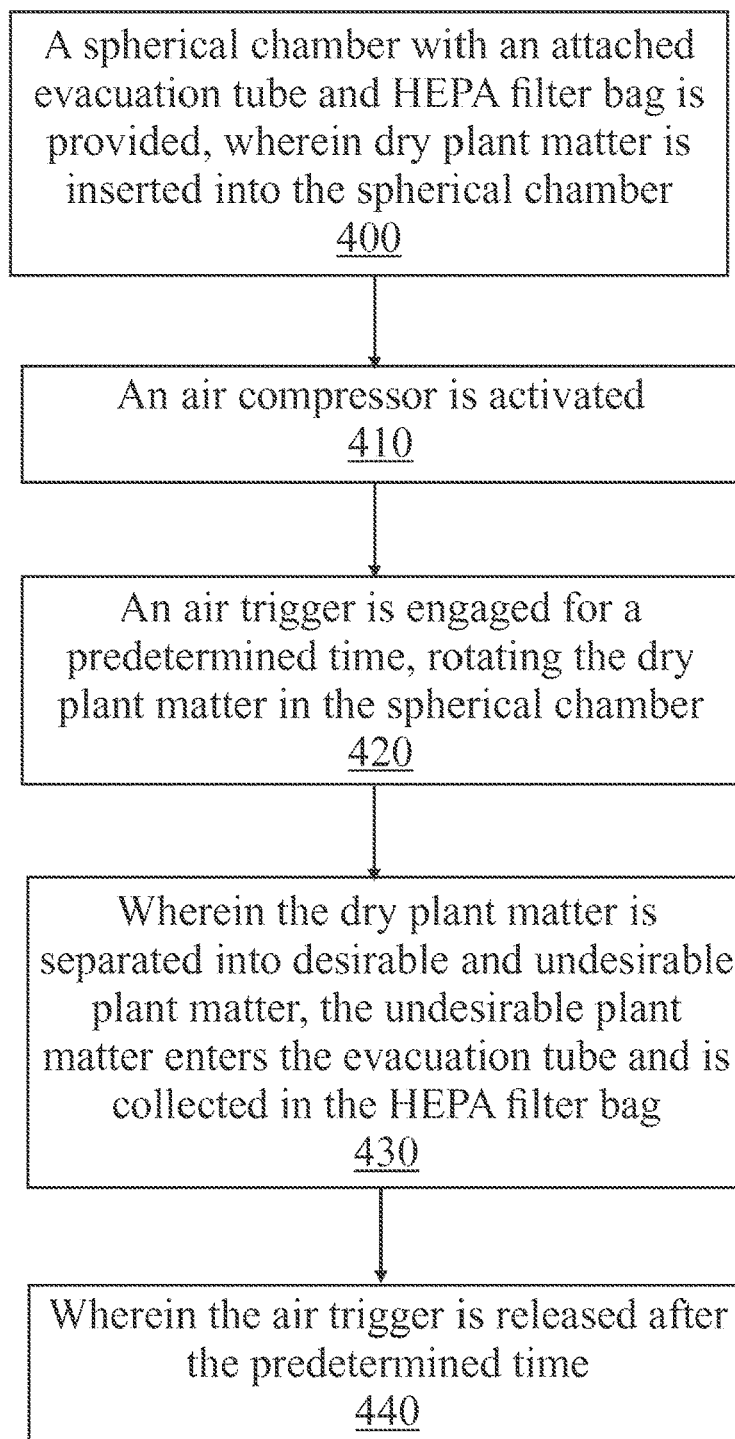 A spherical chamber with an attached
evacuation tube and HEPA filter bag is
provided, wherein dry plant matter is
inserted into the spherical chamber
400
An air compressor is activated
410
An air trigger is engaged for a
predetermined time, rotating the dry
plant matter in the spherical chamber
420
Wherein the dry plant matter is
separated into desirable and undesirable
plant matter, the undesirable plant
matter enters the evacuation tube and is
collected in the HEPA filter bag
430
Wherein the air trigger is released after
the predetermined time
440